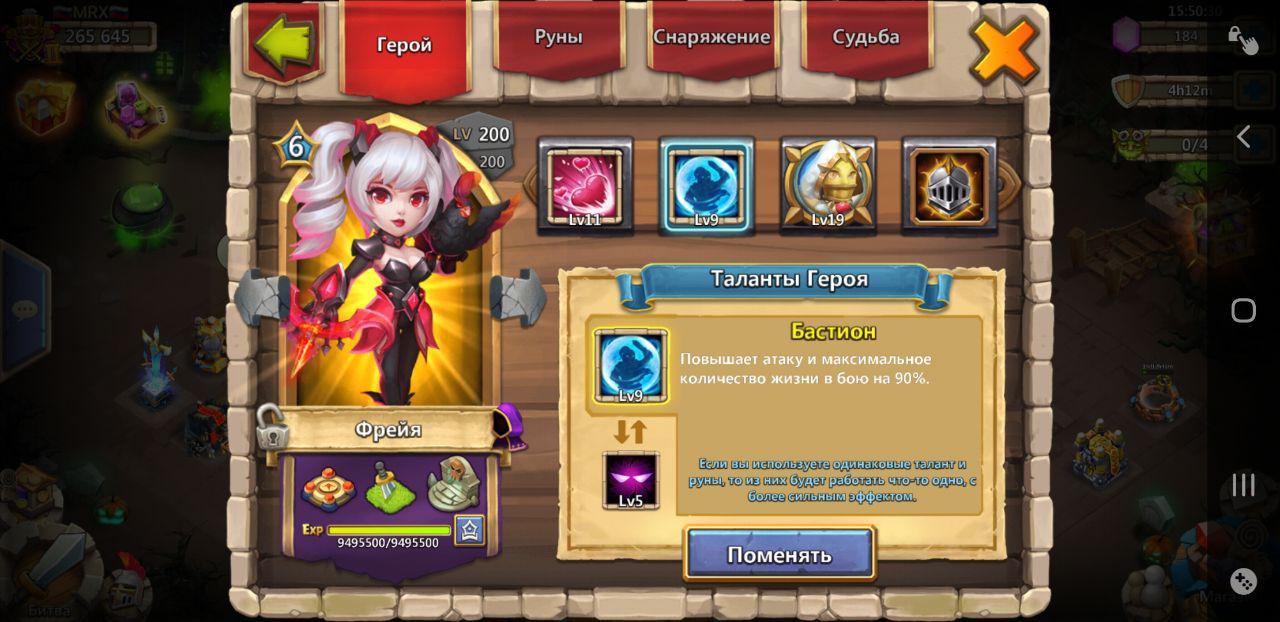 MRX
265 645
Герой
Руны
Снаряжение
Судьба
15:50:30
184
4h12m
0/4
6
LV 200
200
Lv11
Lv9
Lv19
Таланты Героя
Бастион
Повышает атаку и максимальное
количество жизни в бою на 90%.
Lv9
Если вы используете одинаковые талант и
руны, то из них будет работать что-то одно, с
более сильным эффектом.
Lv5
Поменять
Фрейя
Exp
9495500/9495500
Битва